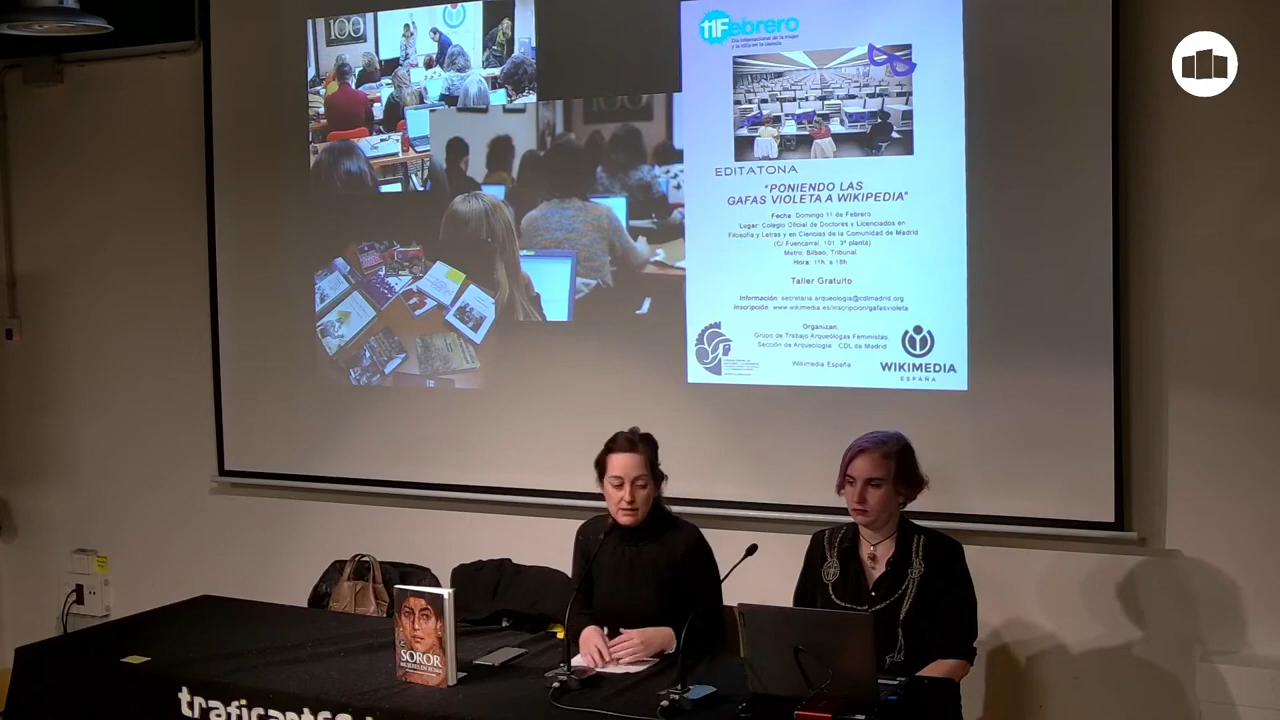 100
100
11Febrero
Día Internacional de la mujer
y la niña en la ciencia
EDITATONA
"PONIENDO LAS
GAFAS VIOLETA A WIKIPEDIA"
Fecha: Domingo 11 de Febrero
Lugar: Colegio Oficial de Doctores y Licenciados en
Filosofía y Letras y en Ciencias de la Comunidad de Madrid
(C/ Fuencarral, 101. 3ª planta)
Metro: Bilbao, Tribunal
Hora: 11h. a 18h
Taller Gratuito
Información: secretaria.arqueologia@cdlmadrid.org
Inscripción: www.wikimedia.es/inscripcion/gafasvioleta
Organizan:
Grupo de Trabajo Arqueólogas Feministas.
Sección de Arqueología CDL de Madrid
Wikimedia España
WIKIMEDIA
ESPAÑA
SOROR
MUJERES EN ROMA
traficantes